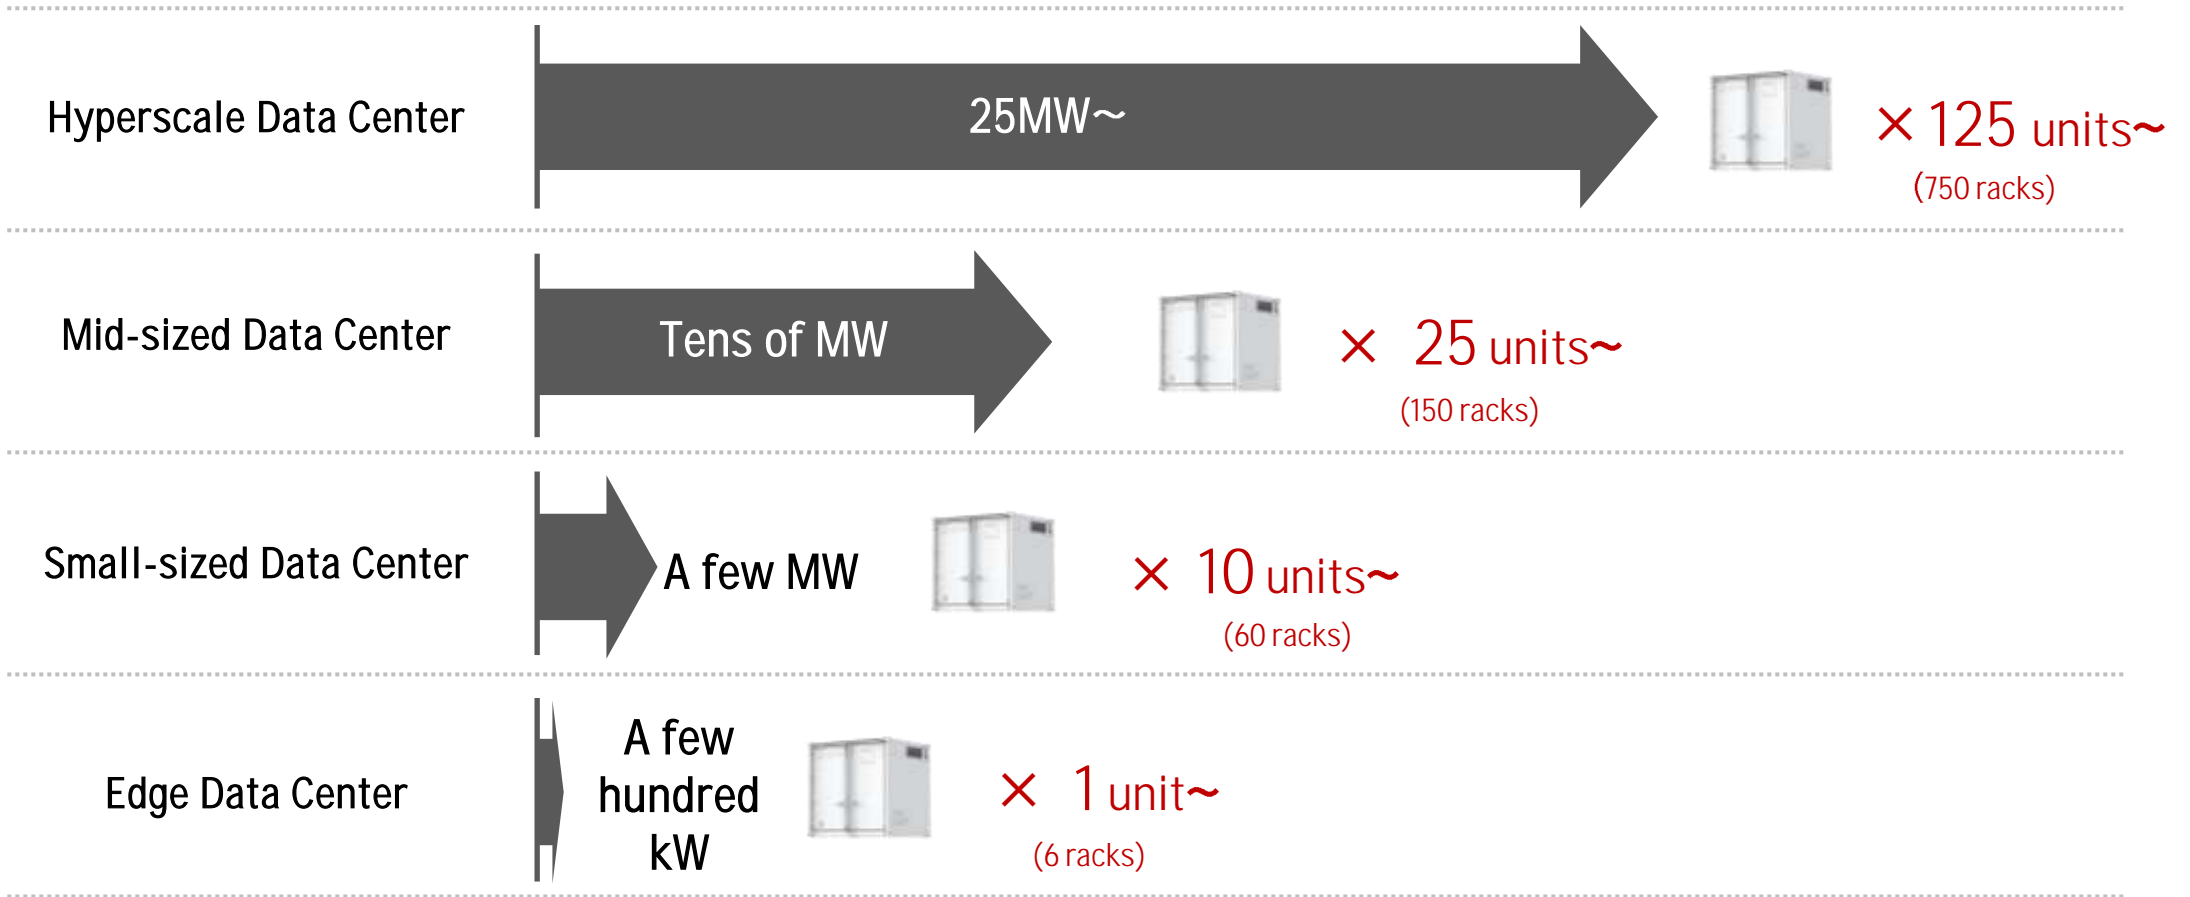 Hyperscale Data Center
25MW～
× 125 units～
(750 racks)
Mid-sized Data Center
Tens of MW
× 25 units～
(150 racks)
Small-sized Data Center
A few MW
× 10 units～
(60 racks)
Edge Data Center
A few
hundred
kW
× 1 unit～
(6 racks)